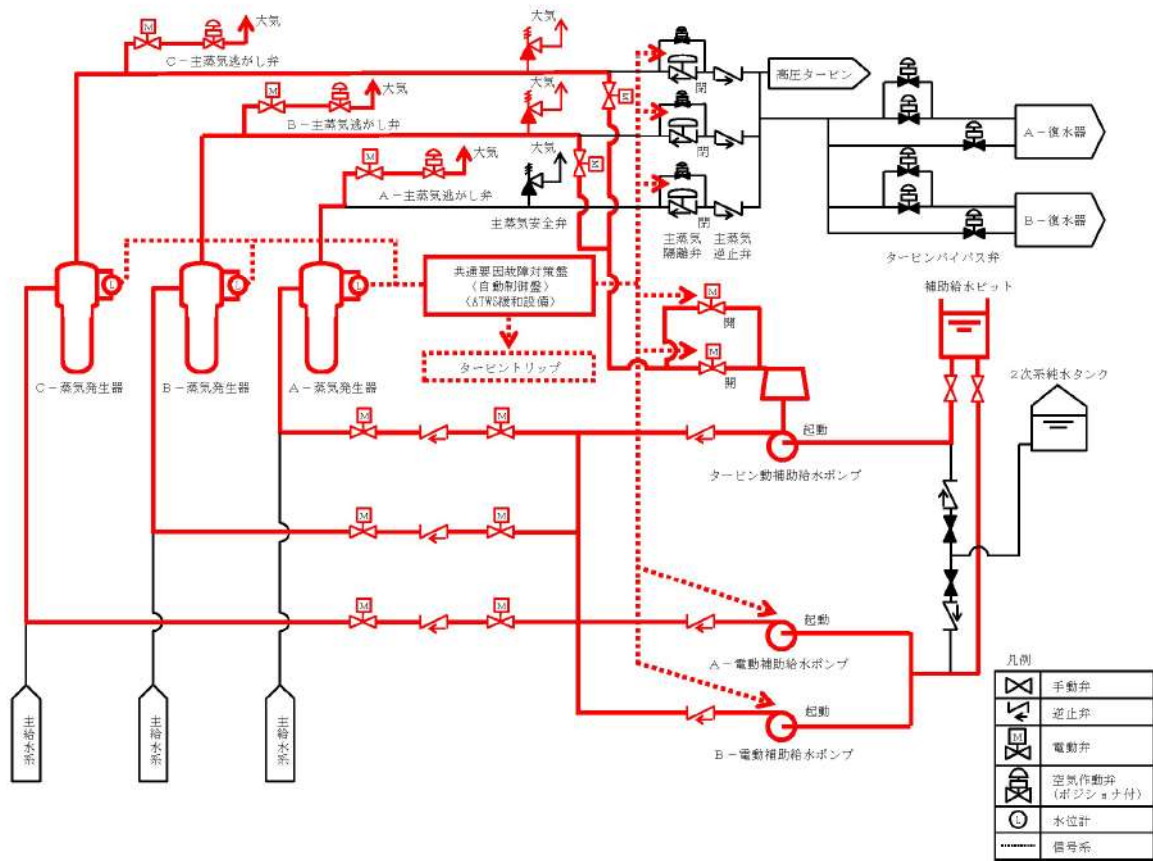 大気
M
C-主蒸気逃がし弁
大気
大気
M
B-主蒸気逃がし弁
大気
大気
M
A-主蒸気逃がし弁
大気
主蒸気安全弁
M
M
閉
閉
閉
主蒸気
隔離弁
主蒸気
逆止弁
高圧タービン
A-復水器
B-復水器
タービンバイパス弁
L
L
L
C-蒸気発生器
B-蒸気発生器
A-蒸気発生器
共通要因故障対策盤
(自動制御盤)
(ATWS緩和設備)
タービントリップ
M
開
M
開
補助給水ピット
2次系純水タンク
M
M
起動
タービン動補助給水ポンプ
M
M
M
M
起動
A-電動補助給水ポンプ
起動
B-電動補助給水ポンプ
主給水系
主給水系
主給水系
凡例
手動弁
逆止弁
M
電動弁
空気作動弁
(ポジショナ付)
L
水位計
信号系